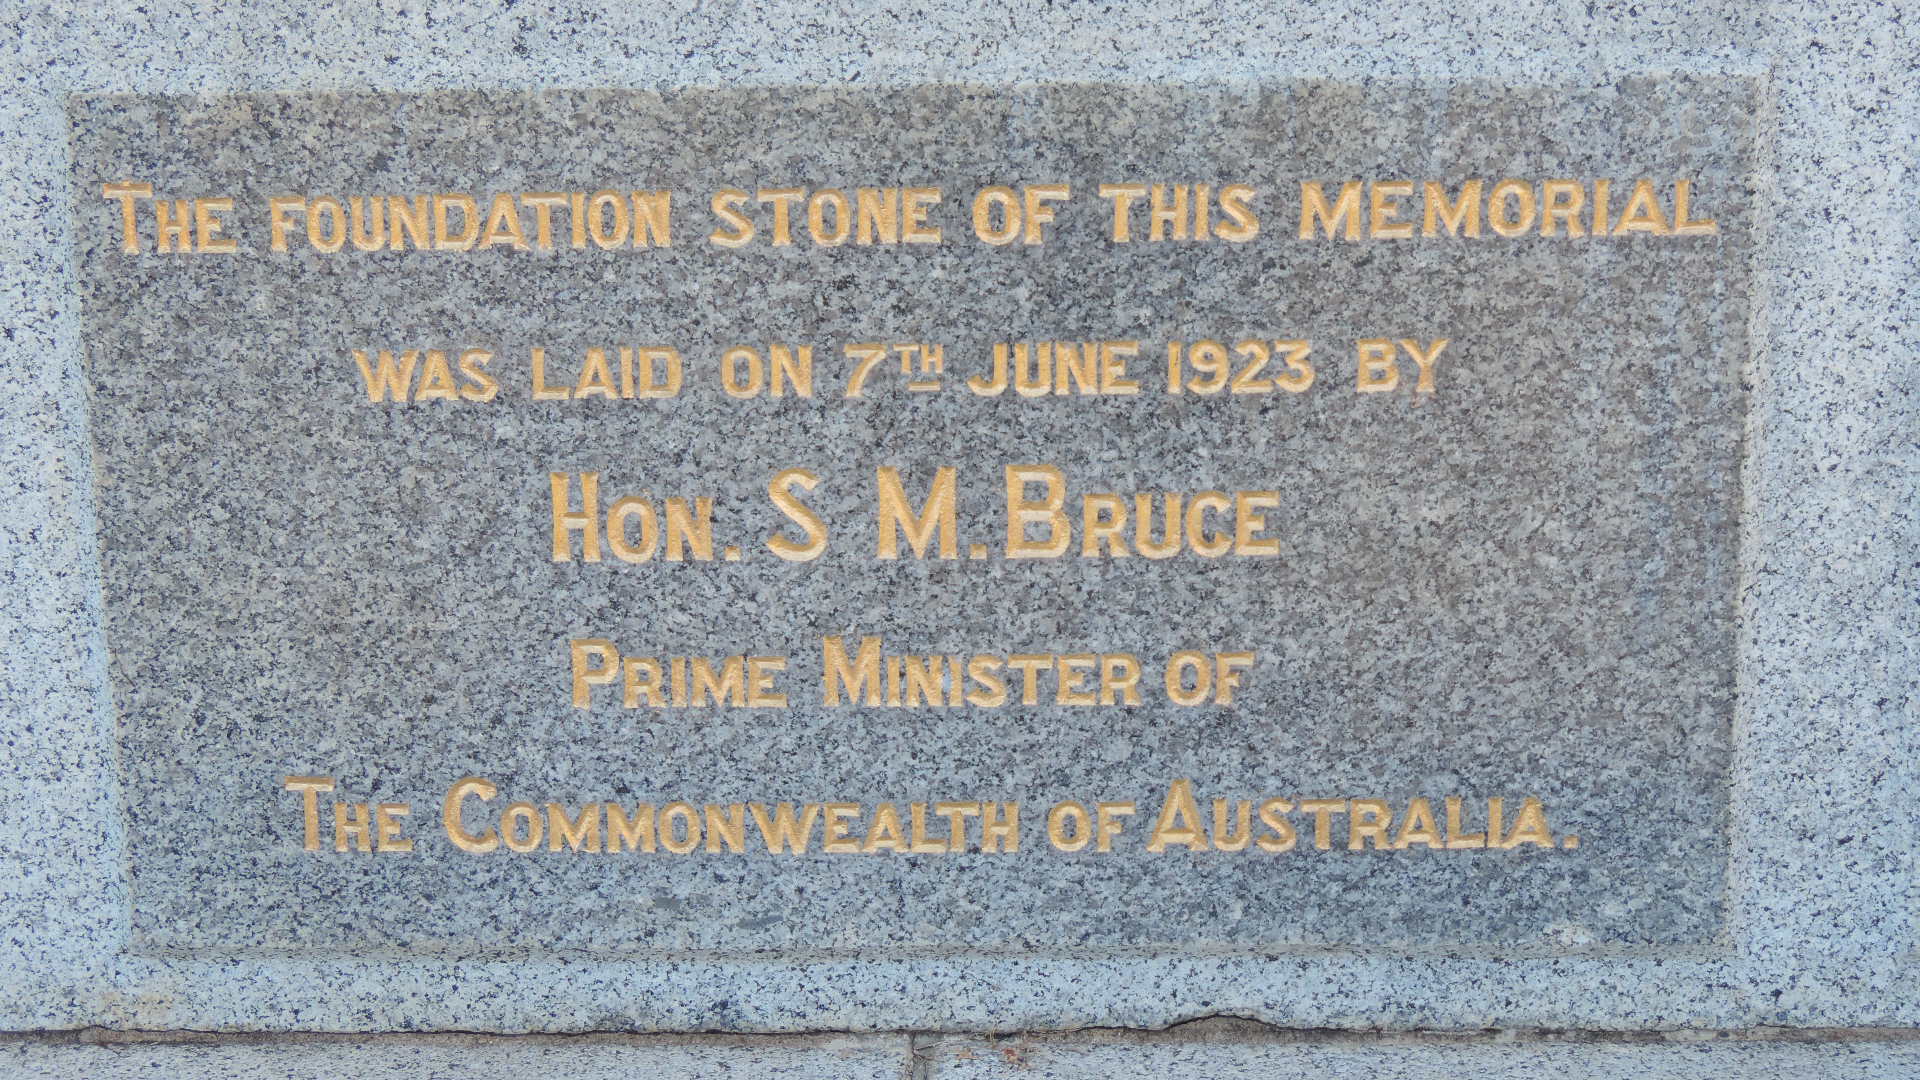 THE FOUNDATION STONE OF THIS MEMORIAL
WAS LAID ON 7TH JUNE 1923 BY
HON. S M. BRUCE
PRIME MINISTER OF
THE COMMONWEALTH OF AUSTRALIA.